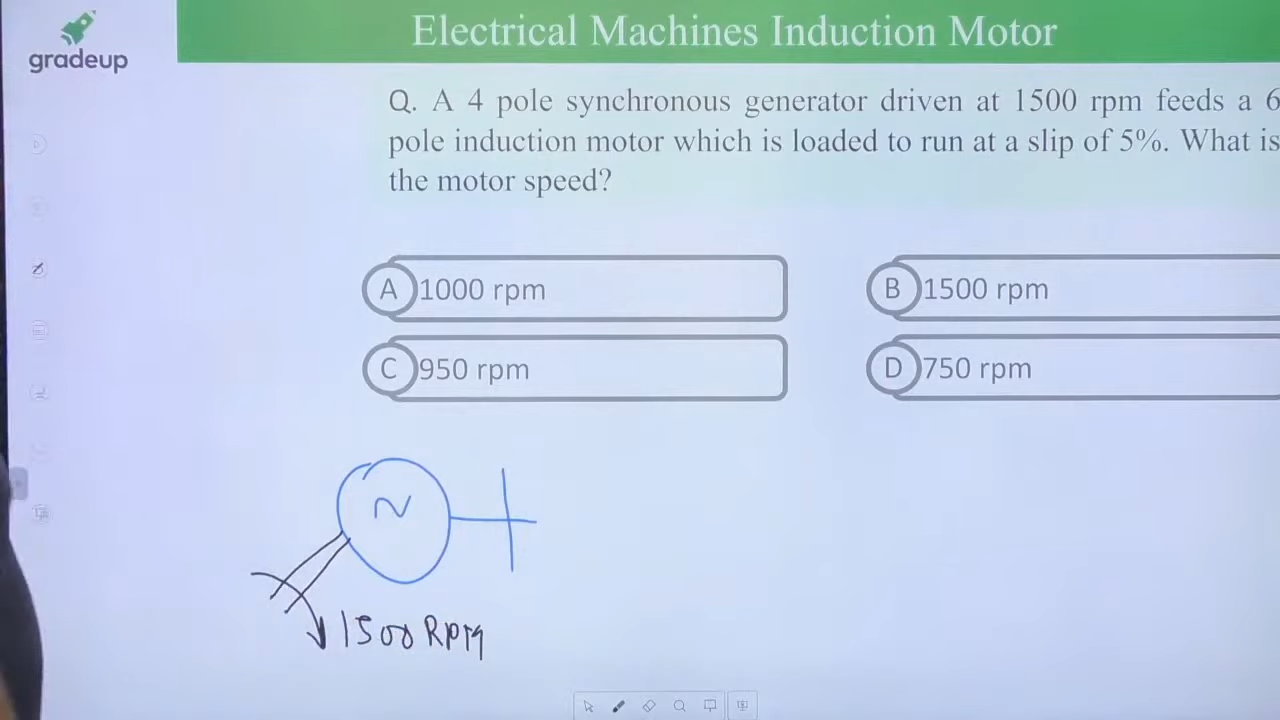 gradeup
Electrical Machines Induction Motor
Q. A 4 pole synchronous generator driven at 1500 rpm feeds a 6
pole induction motor which is loaded to run at a slip of 5%. What is
the motor speed?
A 1000 rpm
B 1500 rpm
C 950 rpm
D 750 rpm
~
1500 RPM